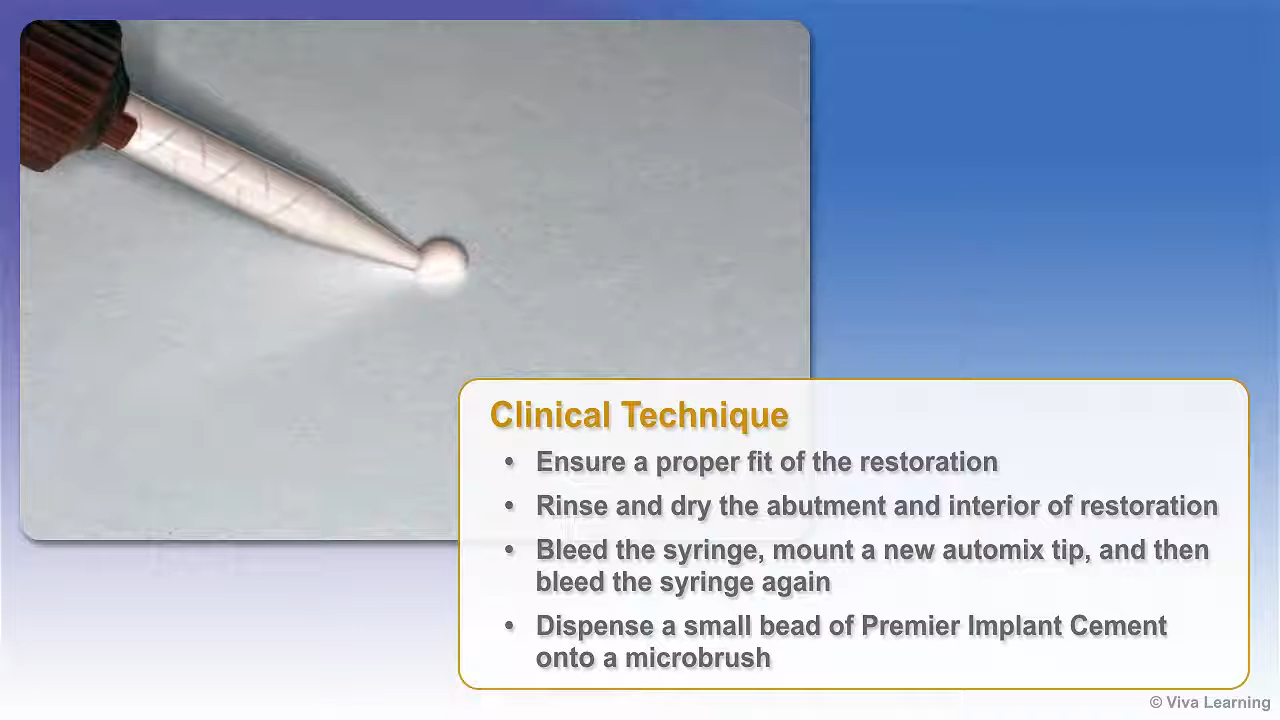 Clinical Technique
• Ensure a proper fit of the restoration
• Rinse and dry the abutment and interior of restoration
• Bleed the syringe, mount a new automix tip, and then
bleed the syringe again
• Dispense a small bead of Premier Implant Cement
onto a microbrush
© Viva Learning